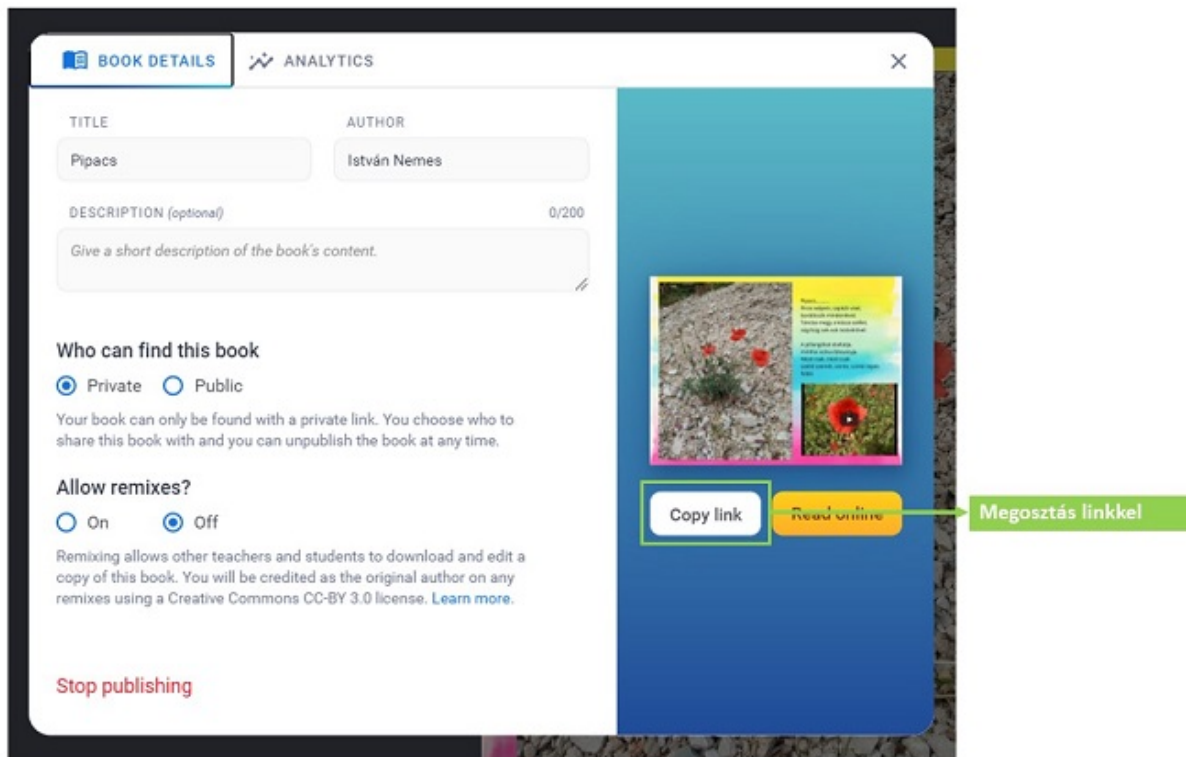 BOOK DETAILS
ANALYTICS
TITLE
AUTHOR
Pipacs
István Nemes
DESCRIPTION (optional)
0/200
Give a short description of the book's content.
Who can find this book
Private
Public
Your book can only be found with a private link. You choose who to
share this book with and you can unpublish the book at any time.
Allow remixes?
On
Off
Remixing allows other teachers and students to download and edit a
copy of this book. You will be credited as the original author on any
remixes using a Creative Commons CC-BY 3.0 license. Learn more.
Stop publishing
Copy link
Read online
Megosztás linkkel